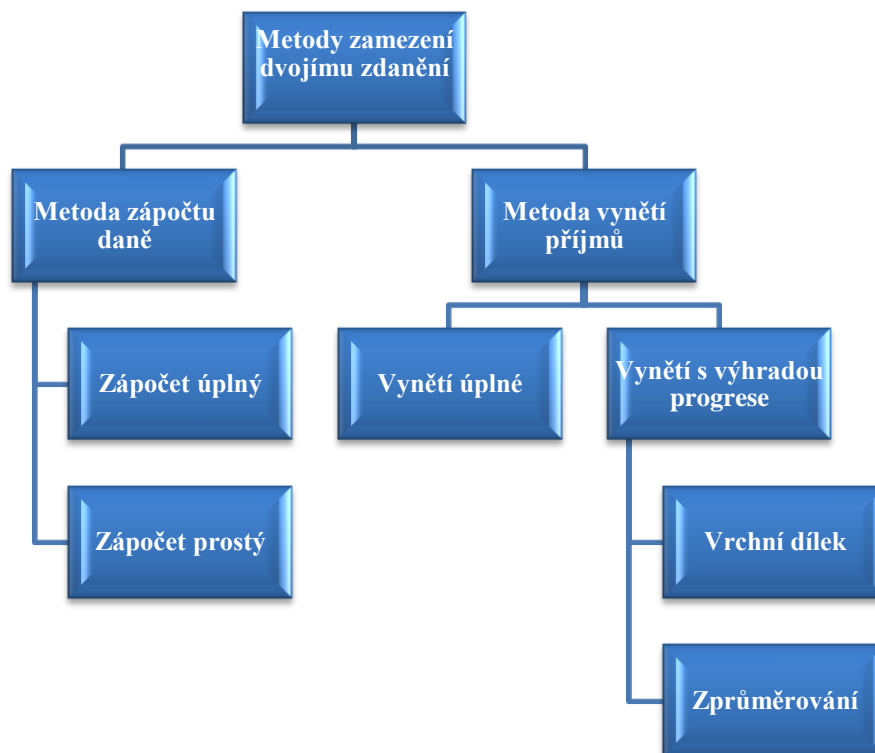 Metody zamezení
dvojímu zdanění
Metoda zápočtu
daně
Metoda vynětí
příjmů
Zápočet úplný
Vynětí úplné
Vynětí s výhradou
progrese
Zápočet prostý
Vrchní dílek
Zprůměrování